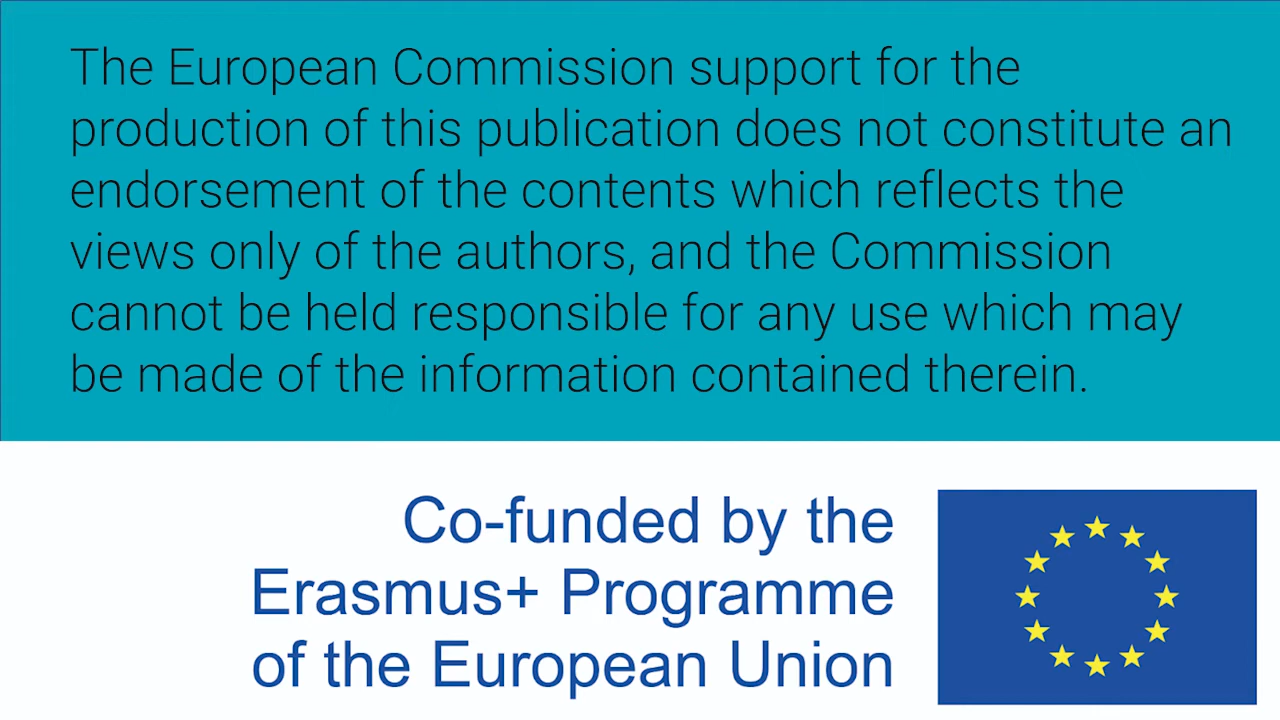 The European Commission support for the
production of this publication does not constitute an
endorsement of the contents which reflects the
views only of the authors, and the Commission
cannot be held responsible for any use which may
be made of the information contained therein.
Co-funded by the
Erasmus+ Programme
of the European Union